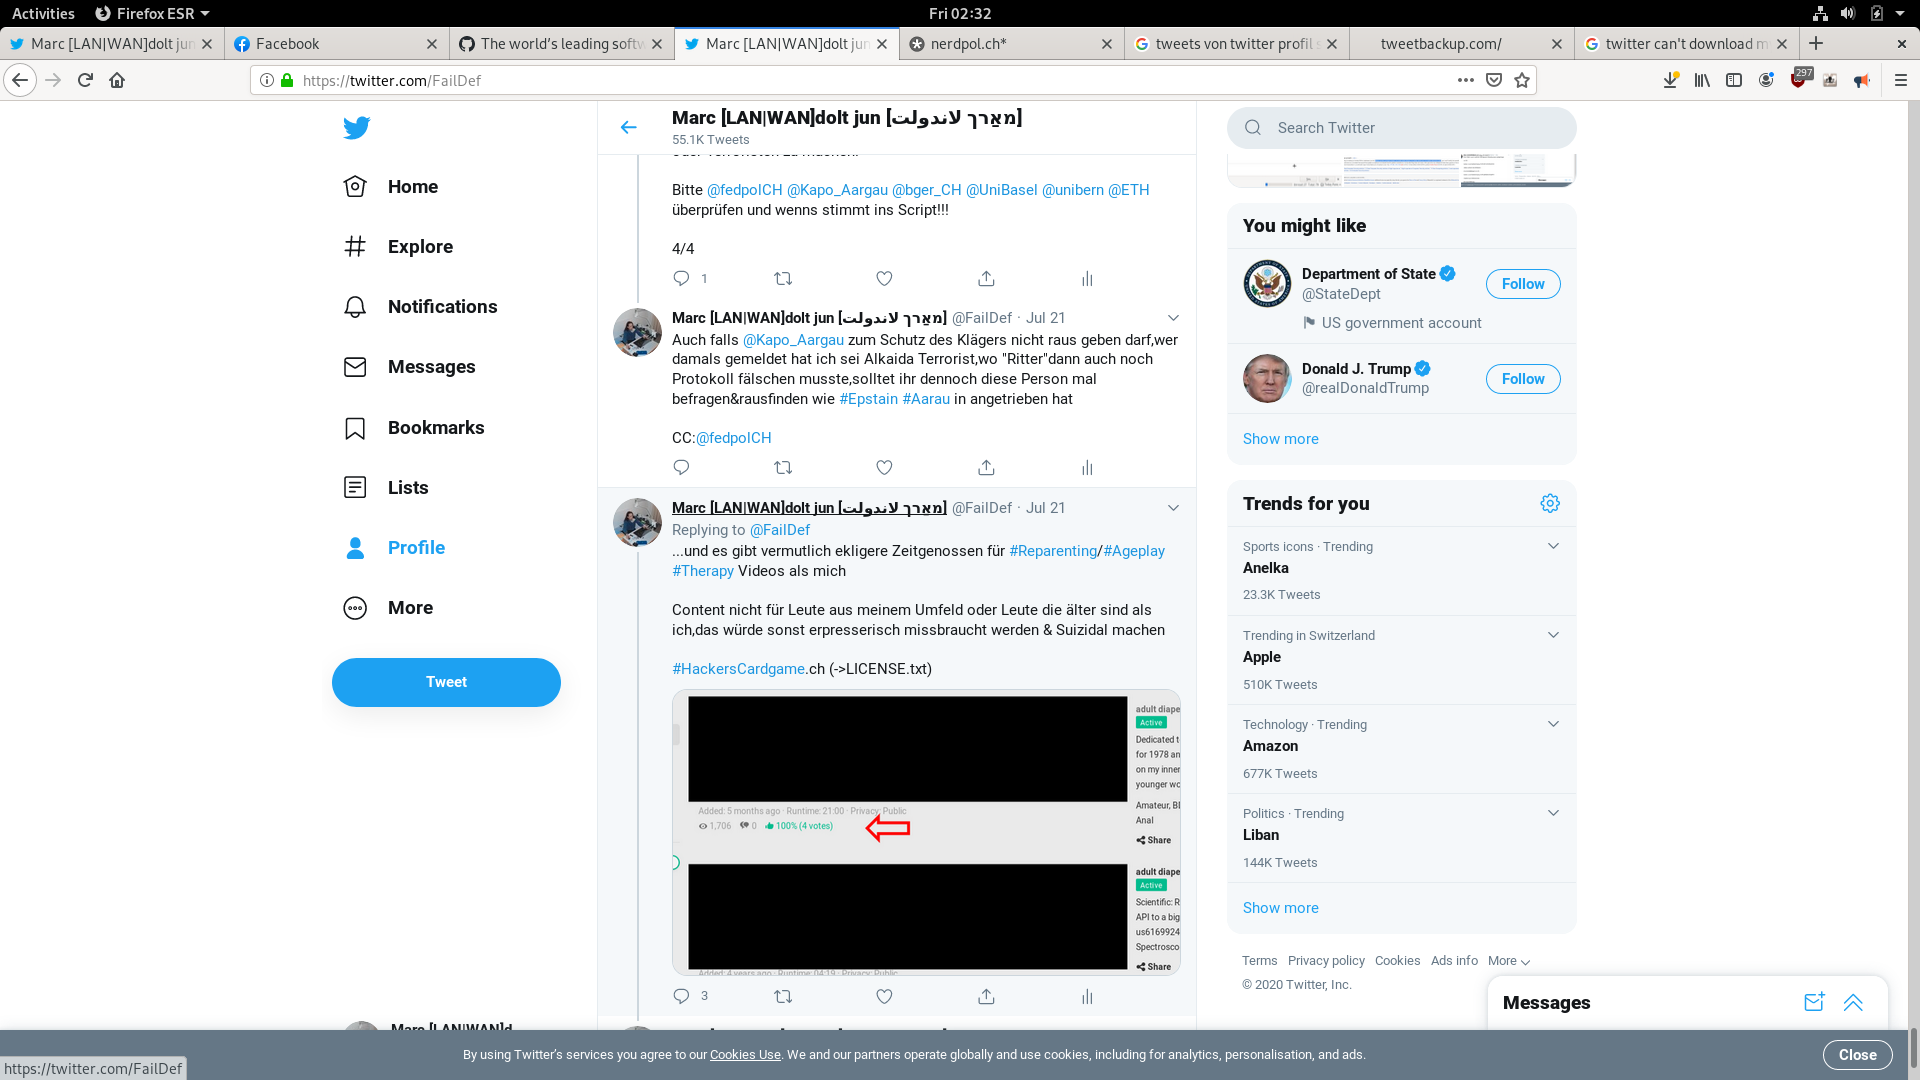 Activities
Firefox ESR
Fri 02:32
Marc [LAN|WAN]dolt jun
Facebook
The world's leading softw
Marc [LAN|WAN]dolt jun
nerdpol.ch*
tweets von twitter profil s
tweetbackup.com/
twitter can't download m
https://twitter.com/FailDef
297
Home
Explore
Notifications
Messages
Bookmarks
Lists
Profile
More
Tweet
Marc [LAN|WAN]dolt jun [מאַרך לאנדולט]
55.1K Tweets
Bitte @fedpolCH @Kapo_Aargau @bger_CH @UniBasel @unibern @ETH
überprüfen und wenns stimmt ins Script!!!
4/4
1
Marc [LAN|WAN]dolt jun [מאַרך לאנדולט] @FailDef · Jul 21
Auch falls @Kapo_Aargau zum Schutz des Klägers nicht raus geben darf,wer
damals gemeldet hat ich sei Alkaida Terrorist,wo "Ritter"dann auch noch
Protokoll fälschen musste,solltet ihr dennoch diese Person mal
befragen&rausfinden wie #Epstain #Aarau in angetrieben hat
CC:@fedpolCH
Marc [LAN|WAN]dolt jun [מאַרך לאנדולט] @FailDef · Jul 21
Replying to @FailDef
...und es gibt vermutlich ekligere Zeitgenossen für #Reparenting/#Ageplay
#Therapy Videos als mich
Content nicht für Leute aus meinem Umfeld oder Leute die älter sind als
ich,das würde sonst erpresserisch missbraucht werden & Suizidal machen
#HackersCardgame.ch (->LICENSE.txt)
adult diape
Active
Dedicated t
for 1978 an
on my inner
younger wo
Amateur, BD
Anal
Share
Added: 5 months ago · Runtime: 21:00 · Privacy: Public
1,706 0 100% (4 votes)
adult diape
Active
Scientific: R
API to a big
us6169924
Spectrosco
Share
Added: 4 years ago · Runtime: 04:19 · Privacy: Public
3
Marc [LAN|WAN]d
Search Twitter
You might like
Department of State
@StateDept
US government account
Follow
Donald J. Trump
@realDonaldTrump
Follow
Show more
Trends for you
Sports icons · Trending
Anelka
23.3K Tweets
Trending in Switzerland
Apple
510K Tweets
Technology · Trending
Amazon
677K Tweets
Politics · Trending
Liban
144K Tweets
Show more
Terms Privacy policy Cookies Ads info More
© 2020 Twitter, Inc.
Messages
By using Twitter's services you agree to our Cookies Use. We and our partners operate globally and use cookies, including for analytics, personalisation, and ads.
Close
https://twitter.com/FailDef